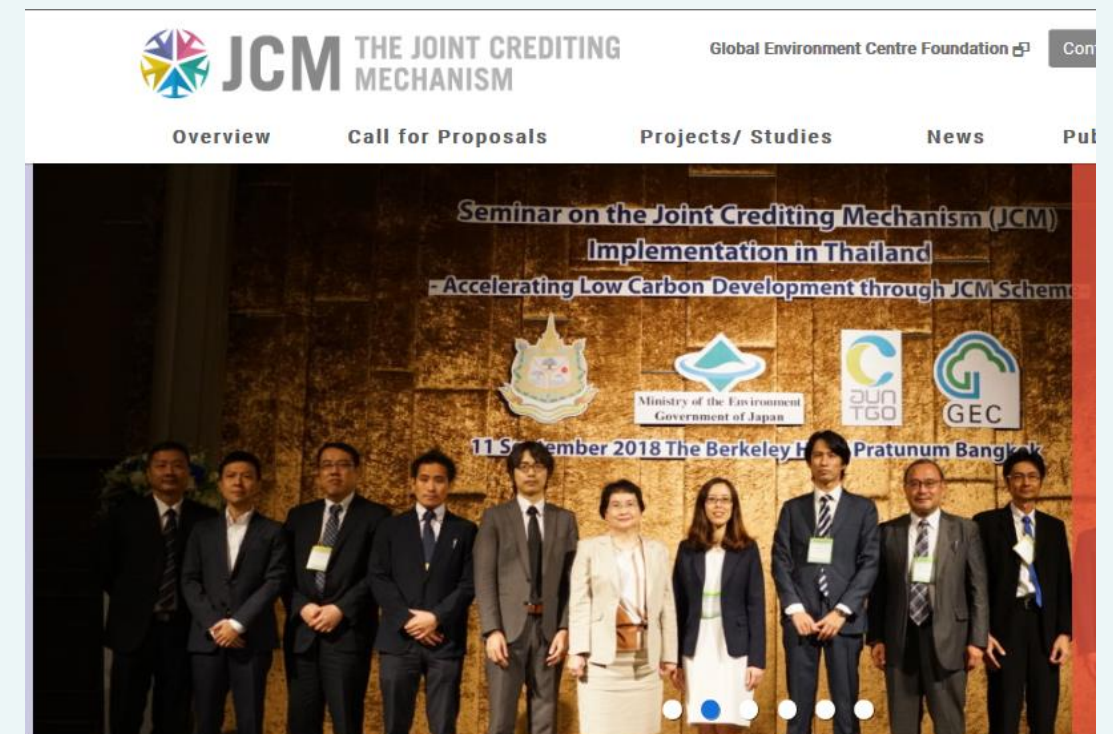 JCM THE JOINT CREDITING
MECHANISM
Global Environment Centre Foundation
Overview
Call for Proposals
Projects/ Studies
News
Seminar on the Joint Crediting Mechanism (JCM)
Implementation in Thailand
- Accelerating Low Carbon Development through JCM Scheme
Ministry of the Environment
Government of Japan
TGO
GEC
11 September 2018 The Berkeley Pratunum Bangkok